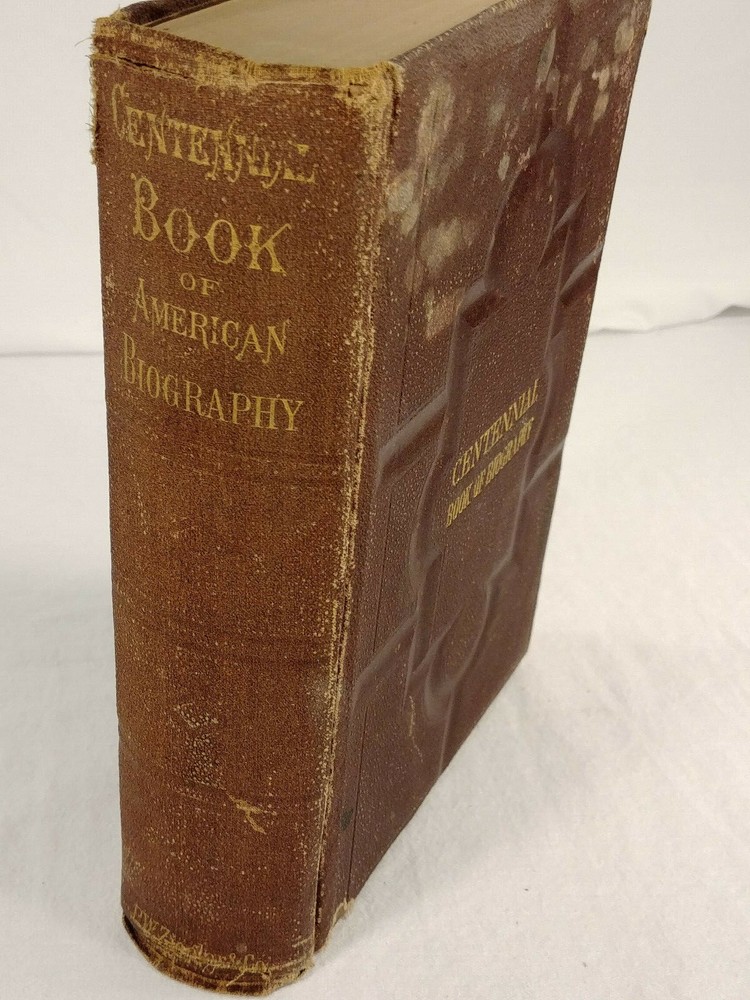 CENTENNIAL
BOOK
OF
AMERICAN
BIOGRAPHY
CENTENNIAL
BOOK OF BIOGRAPHY